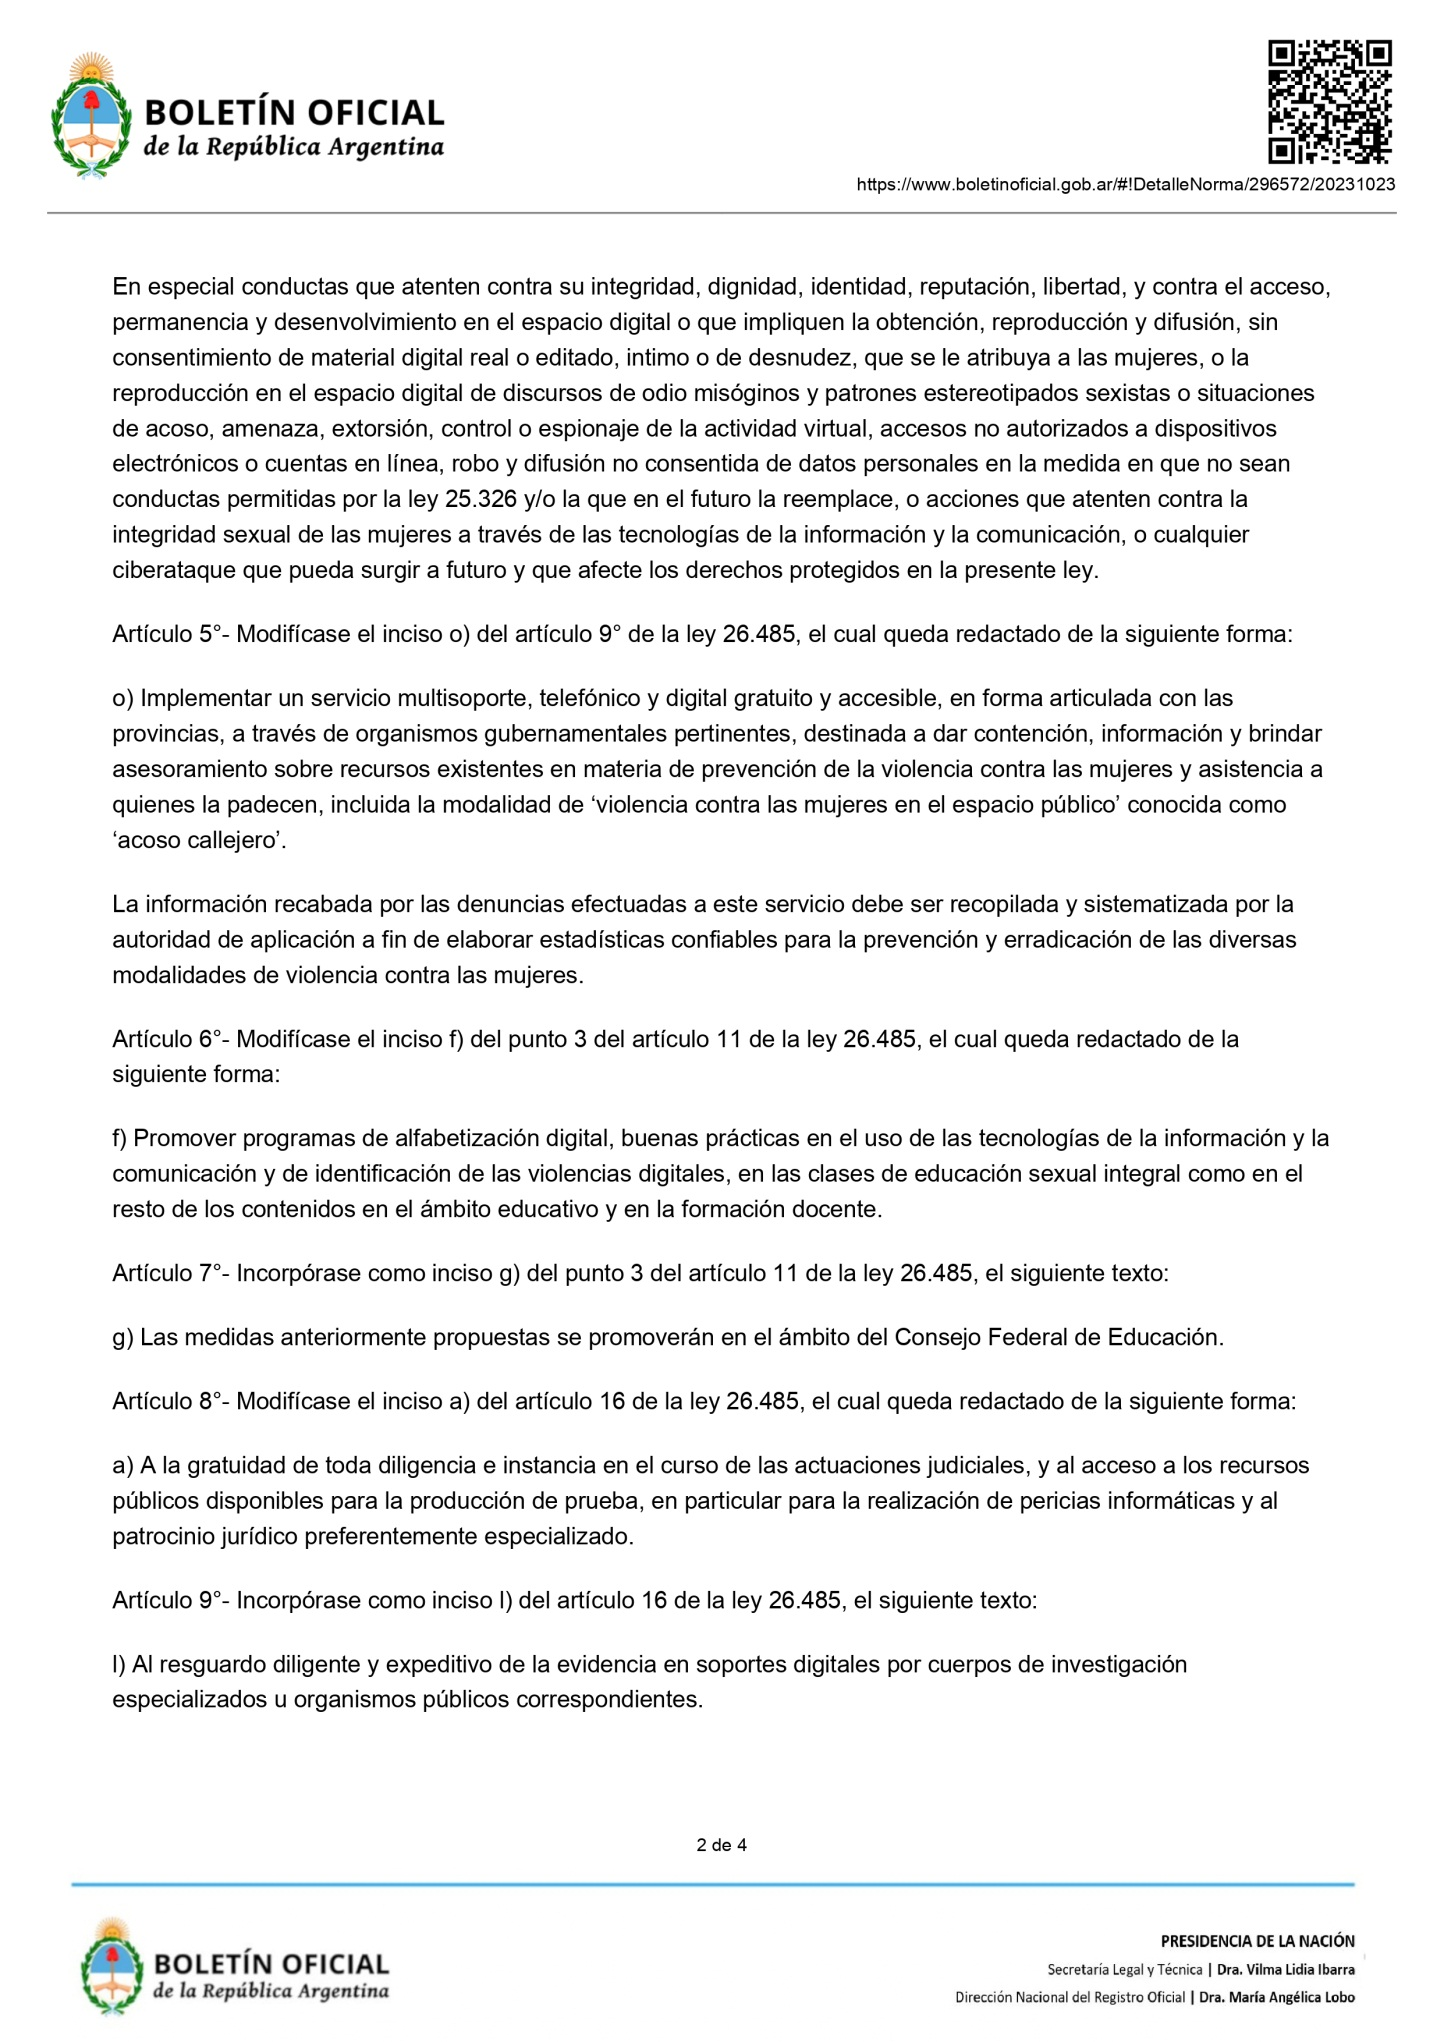 BOLETÍN OFICIAL
de la República Argentina
https://www.boletinoficial.gob.ar/#!DetalleNorma/296572/20231023
En especial conductas que atenten contra su integridad, dignidad, identidad, reputación, libertad, y contra el acceso,
permanencia y desenvolvimiento en el espacio digital o que impliquen la obtención, reproducción y difusión, sin
consentimiento de material digital real o editado, intimo o de desnudez, que se le atribuya a las mujeres, o la
reproducción en el espacio digital de discursos de odio misóginos y patrones estereotipados sexistas o situaciones
de acoso, amenaza, extorsión, control o espionaje de la actividad virtual, accesos no autorizados a dispositivos
electrónicos o cuentas en línea, robo y difusión no consentida de datos personales en la medida en que no sean
conductas permitidas por la ley 25.326 y/o la que en el futuro la reemplace, o acciones que atenten contra la
integridad sexual de las mujeres a través de las tecnologías de la información y la comunicación, o cualquier
ciberataque que pueda surgir a futuro y que afecte los derechos protegidos en la presente ley.
Artículo 5°- Modifícase el inciso o) del artículo 9° de la ley 26.485, el cual queda redactado de la siguiente forma:
o) Implementar un servicio multisoporte, telefónico y digital gratuito y accesible, en forma articulada con las
provincias, a través de organismos gubernamentales pertinentes, destinada a dar contención, información y brindar
asesoramiento sobre recursos existentes en materia de prevención de la violencia contra las mujeres y asistencia a
quienes la padecen, incluida la modalidad de ‘violencia contra las mujeres en el espacio público’ conocida como
‘acoso callejero’.
La información recabada por las denuncias efectuadas a este servicio debe ser recopilada y sistematizada por la
autoridad de aplicación a fin de elaborar estadísticas confiables para la prevención y erradicación de las diversas
modalidades de violencia contra las mujeres.
Artículo 6°- Modifícase el inciso f) del punto 3 del artículo 11 de la ley 26.485, el cual queda redactado de la
siguiente forma:
f) Promover programas de alfabetización digital, buenas prácticas en el uso de las tecnologías de la información y la
comunicación y de identificación de las violencias digitales, en las clases de educación sexual integral como en el
resto de los contenidos en el ámbito educativo y en la formación docente.
Artículo 7°- Incorpórase como inciso g) del punto 3 del artículo 11 de la ley 26.485, el siguiente texto:
g) Las medidas anteriormente propuestas se promoverán en el ámbito del Consejo Federal de Educación.
Artículo 8°- Modifícase el inciso a) del artículo 16 de la ley 26.485, el cual queda redactado de la siguiente forma:
a) A la gratuidad de toda diligencia e instancia en el curso de las actuaciones judiciales, y al acceso a los recursos
públicos disponibles para la producción de prueba, en particular para la realización de pericias informáticas y al
patrocinio jurídico preferentemente especializado.
Artículo 9°- Incorpórase como inciso l) del artículo 16 de la ley 26.485, el siguiente texto:
l) Al resguardo diligente y expeditivo de la evidencia en soportes digitales por cuerpos de investigación
especializados u organismos públicos correspondientes.
2 de 4
BOLETÍN OFICIAL
de la República Argentina
PRESIDENCIA DE LA NACIÓN
Secretaría Legal y Técnica | Dra. Vilma Lidia Ibarra
Dirección Nacional del Registro Oficial | Dra. María Angélica Lobo